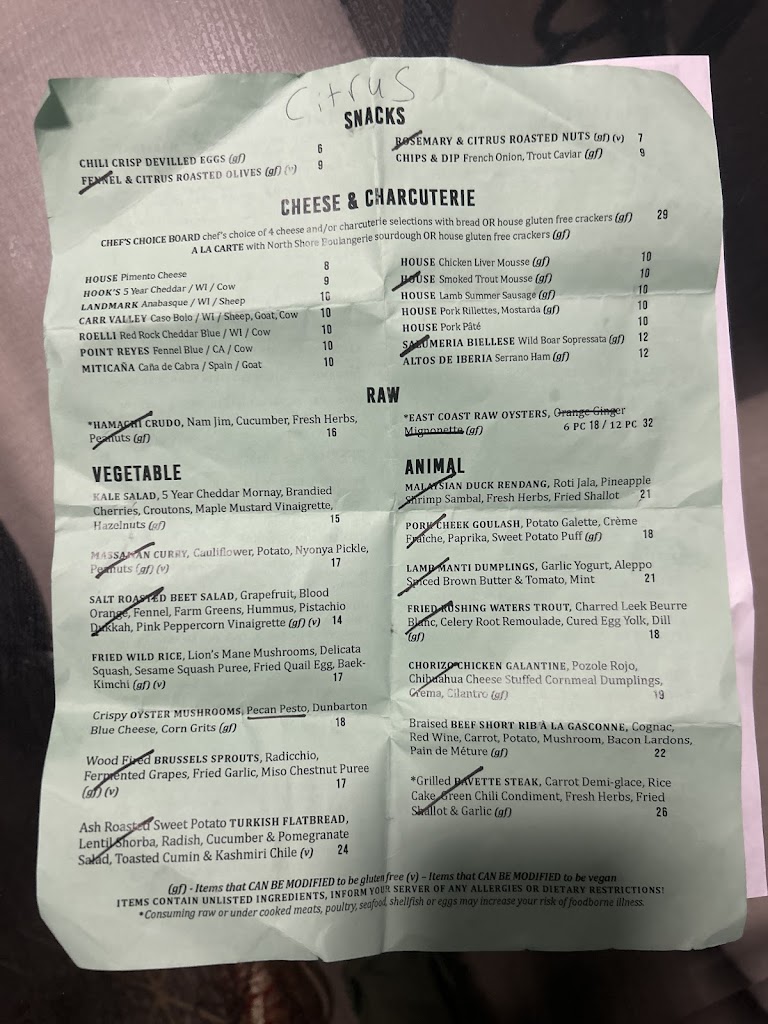 Citrus
SNACKS
CHILI CRISP DEVILLED EGGS (gf) 6
FENNEL & CITRUS ROASTED OLIVES (gf) (v) 9
ROSEMARY & CITRUS ROASTED NUTS (gf) (v) 7
CHIPS & DIP French Onion, Trout Caviar (gf) 9
CHEESE & CHARCUTERIE
CHEF'S CHOICE BOARD chef's choice of 4 cheese and/or charcuterie selections with bread OR house gluten free crackers (gf) 29
A LA CARTE with North Shore Boulangerie sourdough OR house gluten free crackers (gf)
HOUSE Pimento Cheese 8
HOOK'S 5 Year Cheddar / WI / Cow 9
LANDMARK Anabasque / WI / Sheep 10
CARR VALLEY Caso Bolo / WI / Sheep, Goat, Cow 10
ROELLI Red Rock Cheddar Blue / WI / Cow 10
POINT REYES Fennel Blue / CA / Cow 10
MITICAÑA Caña de Cabra / Spain / Goat 10
HOUSE Chicken Liver Mousse (gf) 10
HOUSE Smoked Trout Mousse (gf) 10
HOUSE Lamb Summer Sausage (gf) 10
HOUSE Pork Rillettes, Mostarda (gf) 10
HOUSE Pork Pâté 10
SALUMERIA BIELLESE Wild Boar Sopressata (gf) 12
ALTOS DE IBERIA Serrano Ham (gf) 12
RAW
*HAMACHI CRUDO, Nam Jim, Cucumber, Fresh Herbs,
Peanuts (gf) 16
*EAST COAST RAW OYSTERS, Orange Ginger
Mignonette (gf) 6 PC 18 / 12 PC 32
VEGETABLE
KALE SALAD, 5 Year Cheddar Mornay, Brandied
Cherries, Croutons, Maple Mustard Vinaigrette,
Hazelnuts (gf) 15
MASSAMAN CURRY, Cauliflower, Potato, Nyonya Pickle,
Peanuts (gf) (v) 17
SALT ROASTED BEET SALAD, Grapefruit, Blood
Orange, Fennel, Farm Greens, Hummus, Pistachio
Dukkah, Pink Peppercorn Vinaigrette (gf) (v) 14
FRIED WILD RICE, Lion's Mane Mushrooms, Delicata
Squash, Sesame Squash Puree, Fried Quail Egg, Baek-
Kimchi (gf) (v) 17
Crispy OYSTER MUSHROOMS, Pecan Pesto, Dunbarton
Blue Cheese, Corn Grits (gf) 18
Wood Fired BRUSSELS SPROUTS, Radicchio,
Fermented Grapes, Fried Garlic, Miso Chestnut Puree
(gf) (v) 17
Ash Roasted Sweet Potato TURKISH FLATBREAD,
Lentil Shorba, Radish, Cucumber & Pomegranate
Salad, Toasted Cumin & Kashmiri Chile (v) 24
ANIMAL
MALAYSIAN DUCK RENDANG, Roti Jala, Pineapple
Shrimp Sambal, Fresh Herbs, Fried Shallot 21
PORK CHEEK GOULASH, Potato Galette, Crème
Fraîche, Paprika, Sweet Potato Puff (gf) 18
LAMB MANTI DUMPLINGS, Garlic Yogurt, Aleppo
Spiced Brown Butter & Tomato, Mint 21
FRIED RUSHING WATERS TROUT, Charred Leek Beurre
Blanc, Celery Root Remoulade, Cured Egg Yolk, Dill
(gf) 18
CHORIZO CHICKEN GALANTINE, Pozole Rojo,
Chihuahua Cheese Stuffed Cornmeal Dumplings,
Crema, Cilantro (gf) 19
Braised BEEF SHORT RIB À LA GASCONNE, Cognac,
Red Wine, Carrot, Potato, Mushroom, Bacon Lardons,
Pain de Méture (gf) 22
*Grilled BAVETTE STEAK, Carrot Demi-glace, Rice
Cake, Green Chili Condiment, Fresh Herbs, Fried
Shallot & Garlic (gf) 26
(gf) - Items that CAN BE MODIFIED to be gluten free (v) – Items that CAN BE MODIFIED to be vegan
ITEMS CONTAIN UNLISTED INGREDIENTS, INFORM YOUR SERVER OF ANY ALLERGIES OR DIETARY RESTRICTIONS!
*Consuming raw or under cooked meats, poultry, seafood, shellfish or eggs may increase your risk of foodborne illness.